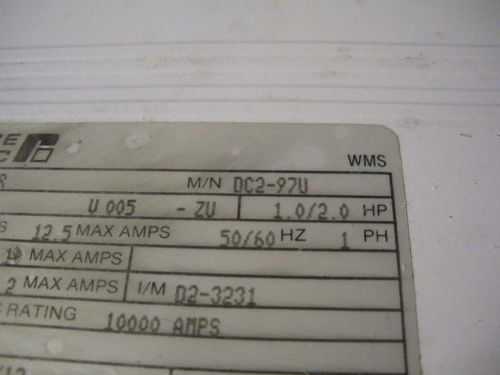 WMS
M/N DC2-97U
U 005 - ZU 1.0/2.0 HP
12.5 MAX AMPS 50/60 HZ 1 PH
MAX AMPS
2 MAX AMPS I/M D2-3231
RATING 10000 AMPS